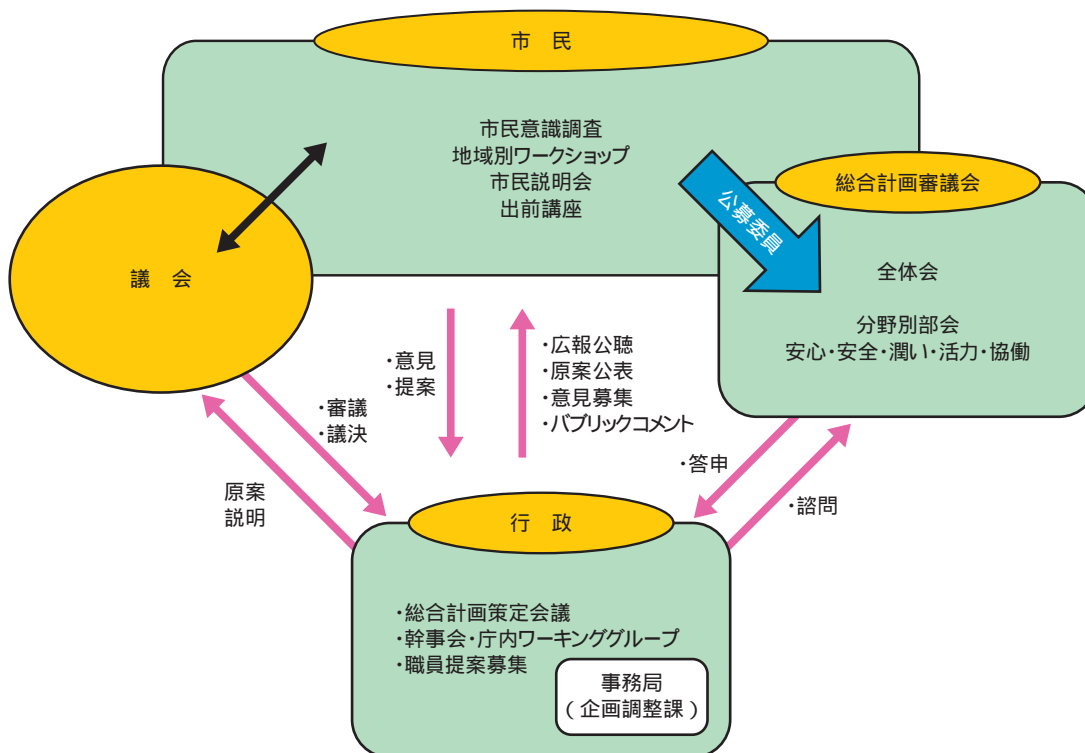 市　民
市民意識調査
地域別ワークショップ
市民説明会
出前講座
総合計画審議会
公募委員
全体会
分野別部会
安心・安全・潤い・活力・協働
議　会
・意見
・提案
・広報公聴
・原案公表
・意見募集
・パブリックコメント
・審議
・議決
原案
説明
・答申
・諮問
行　政
・総合計画策定会議
・幹事会・庁内ワーキンググループ
・職員提案募集
事務局
（企画調整課）